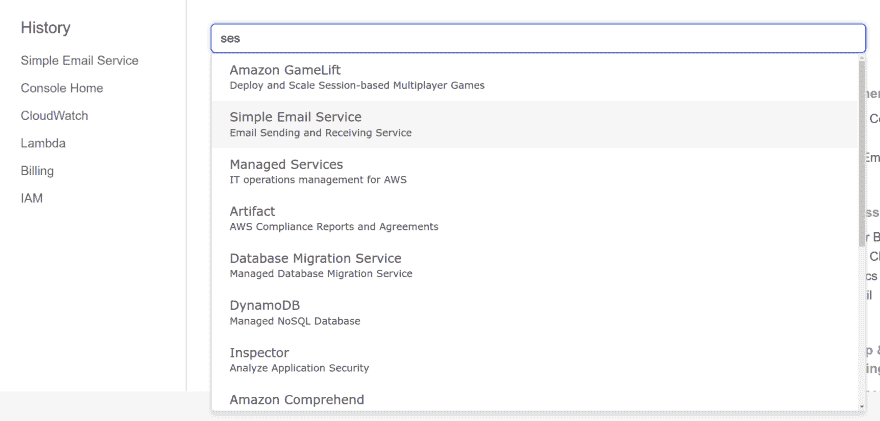 History
Simple Email Service
Console Home
CloudWatch
Lambda
Billing
IAM
ses
Amazon GameLift
Deploy and Scale Session-based Multiplayer Games
Simple Email Service
Email Sending and Receiving Service
Managed Services
IT operations management for AWS
Artifact
AWS Compliance Reports and Agreements
Database Migration Service
Managed Database Migration Service
DynamoDB
Managed NoSQL Database
Inspector
Analyze Application Security
Amazon Comprehend